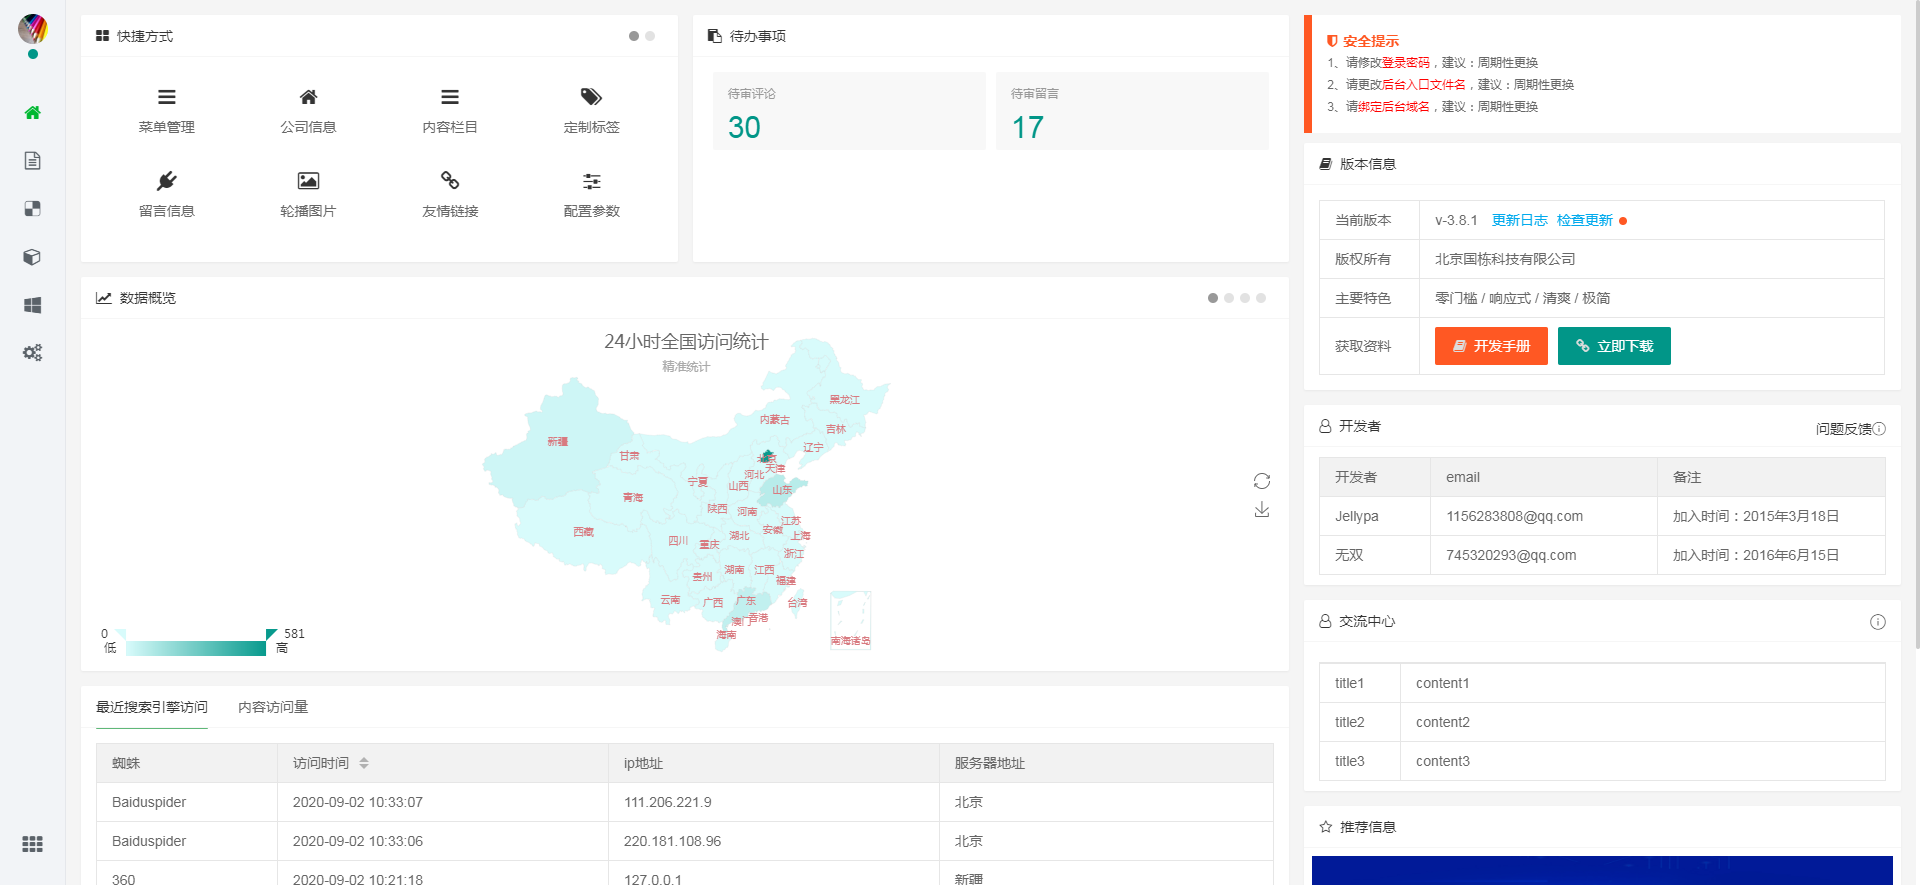 快捷方式
菜单管理
公司信息
内容栏目
定制标签
留言信息
轮播图片
友情链接
配置参数
待办事项
待审评论
30
待审留言
17
数据概览
24小时全国访问统计
精准统计
黑龙江
内蒙古
吉林
辽宁
新疆
甘肃
北京
天津
河北
宁夏
山西
山东
青海
陕西
河南
江苏
西藏
安徽
湖北
上海
四川
重庆
浙江
湖南
江西
贵州
福建
云南
广西
广东
台湾
澳门
香港
海南
南海诸岛
0
低
581
高
最近搜索引擎访问
内容访问量
蜘蛛 访问时间 ip地址 服务器地址
Baiduspider 2020-09-02 10:33:07 111.206.221.9 北京
Baiduspider 2020-09-02 10:33:06 220.181.108.96 北京
360 2020-09-02 10:21:18 127.0.0.1 新疆
安全提示
1、请修改登录密码，建议：周期性更换
2、请更改后台入口文件名，建议：周期性更换
3、请绑定后台域名，建议：周期性更换
版本信息
当前版本 v-3.8.1 更新日志 检查更新
版权所有 北京国栋科技有限公司
主要特色 零门槛 / 响应式 / 清爽 / 极简
获取资料 开发手册 立即下载
开发者
问题反馈
开发者 email 备注
Jellypa 1156283808@qq.com 加入时间：2015年3月18日
无双 745320293@qq.com 加入时间：2016年6月15日
交流中心
title1 content1
title2 content2
title3 content3
推荐信息